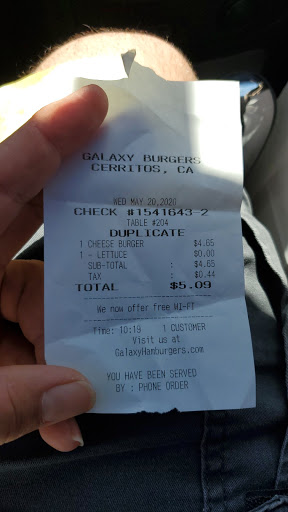 GALAXY BURGERS
CERRITOS, CA
WED MAY 20,2020
CHECK #1541643-2
TABLE #204
DUPLICATE
1 CHEESE BURGER $4.65
1 - LETTUCE $0.00
SUB-TOTAL : $4.65
TAX : $0.44
TOTAL $5.09
We now offer free WI-FI
Time: 10:19 1 CUSTOMER
Visit us at
GalaxyHamburgers.com
YOU HAVE BEEN SERVED
BY : PHONE ORDER